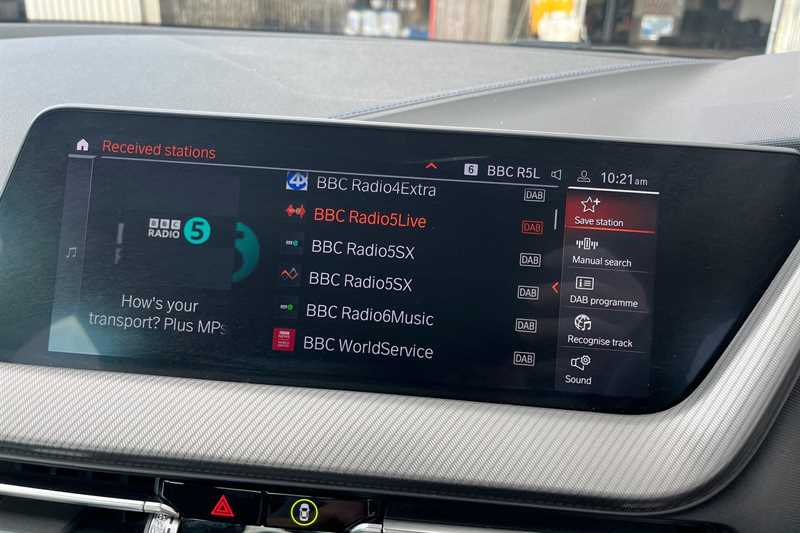 Received stations
6 BBC R5L
10:21am
BBC
RADIO 5
How's your
transport? Plus MPs
4X BBC Radio4Extra DAB
BBC Radio5Live DAB
BBC Radio5SX DAB
BBC Radio5SX DAB
BBC Radio6Music DAB
BBC WorldService DAB
Save station
Manual search
DAB programme
Recognise track
Sound